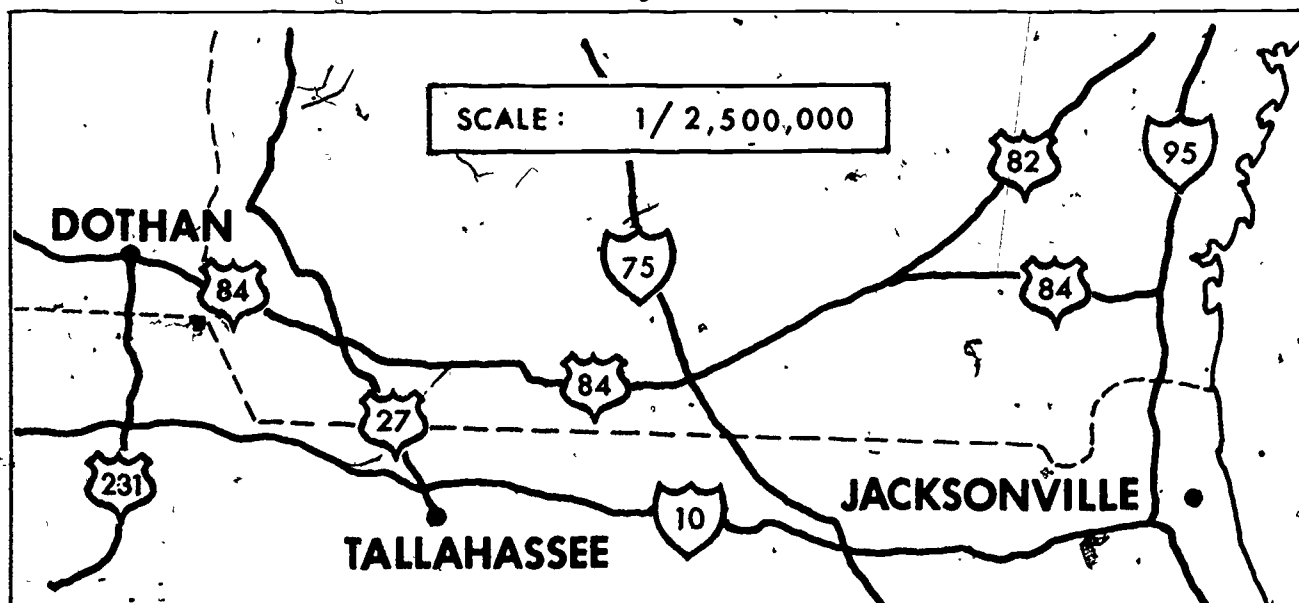 SCALE: 1/2,500,000
82
95
DOTHAN
75
84
84
84
27
231
JACKSONVILLE
10
TALLAHASSEE